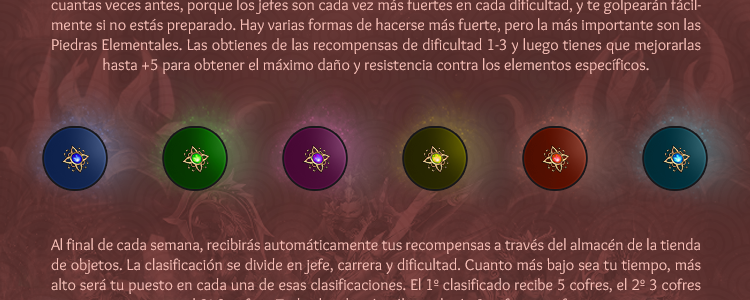 cuantas veces antes, porque los jefes son cada vez más fuertes en cada dificultad, y te golpearán fácil-
mente si no estás preparado. Hay varias formas de hacerse más fuerte, pero la más importante son las
Piedras Elementales. Las obtienes de las recompensas de dificultad 1-3 y luego tienes que mejorarlas
hasta +5 para obtener el máximo daño y resistencia contra los elementos específicos.
Al final de cada semana, recibirás automáticamente tus recompensas a través del almacén de la tienda
de objetos. La clasificación se divide en jefe, carrera y dificultad. Cuanto más bajo sea tu tiempo, más
alto será tu puesto en cada una de esas clasificaciones. El 1º clasificado recibe 5 cofres, el 2º 3 cofres